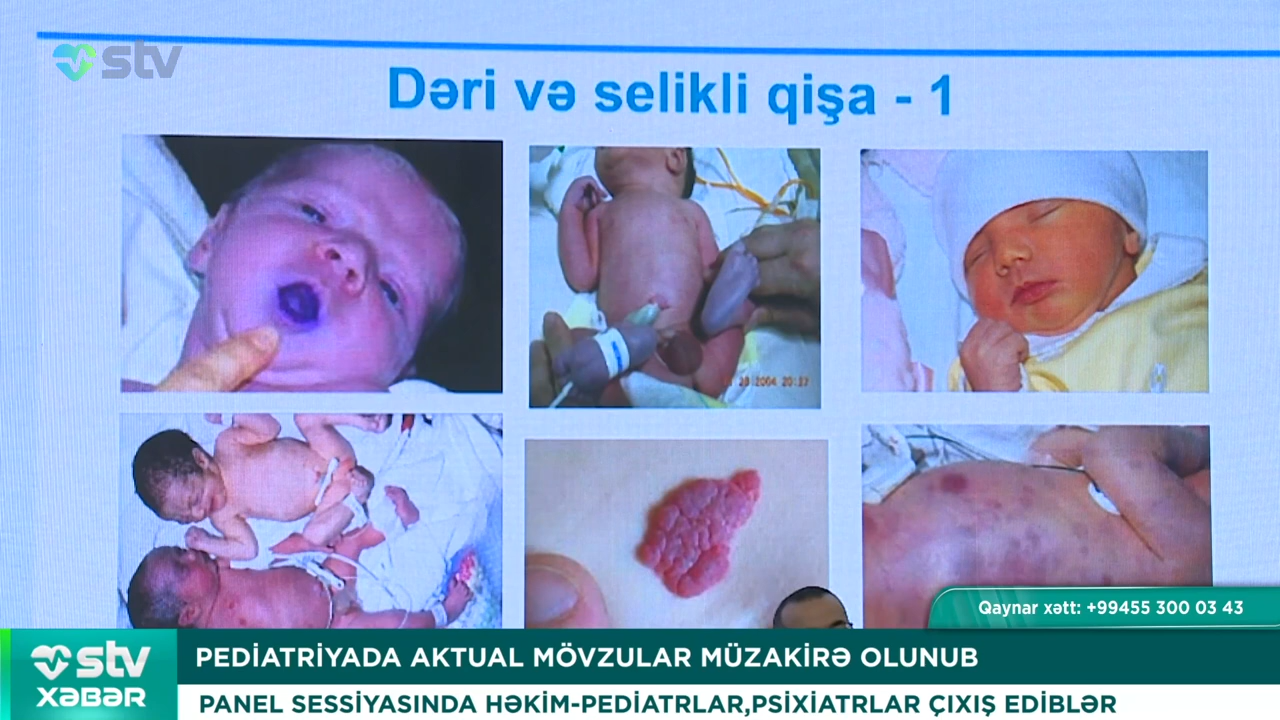 stv
Dəri və selikli qişa - 1
28 2004 20:17
Qaynar xətt: +99455 300 03 43
stv
XƏBƏR
PEDİATRİYADA AKTUAL MÖVZULAR MÜZAKİRƏ OLUNUB
PANEL SESSİYASINDA HƏKİM-PEDİATRLAR,PSİXİATRLAR ÇIXIŞ EDİBLƏR